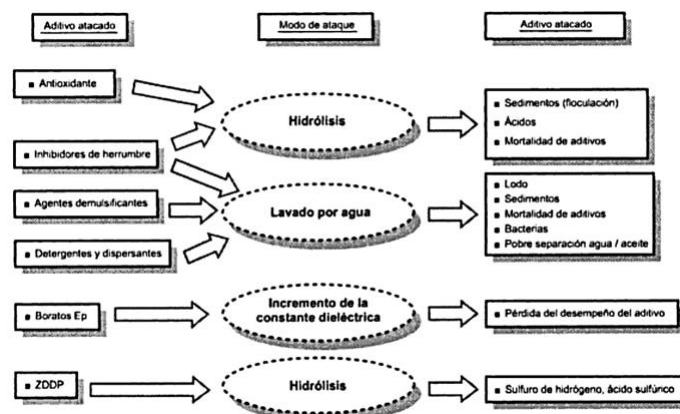 Aditivo atacado
Modo de ataque
Aditivo atacado
▪ Antioxidante
▪ Inhibidores de herrumbre
▪ Agentes demulsificantes
▪ Detergentes y dispersantes
▪ Boratos Ep
▪ ZDDP
Hidrólisis
Lavado por agua
Incremento de la
constante dieléctrica
Hidrólisis
▪ Sedimentos (floculación)
▪ Ácidos
▪ Mortalidad de aditivos
▪ Lodo
▪ Sedimentos
▪ Mortalidad de aditivos
▪ Bacterias
▪ Pobre separación agua / aceite
▪ Pérdida del desempeño del aditivo
▪ Sulfuro de hidrógeno, ácido sulfúrico